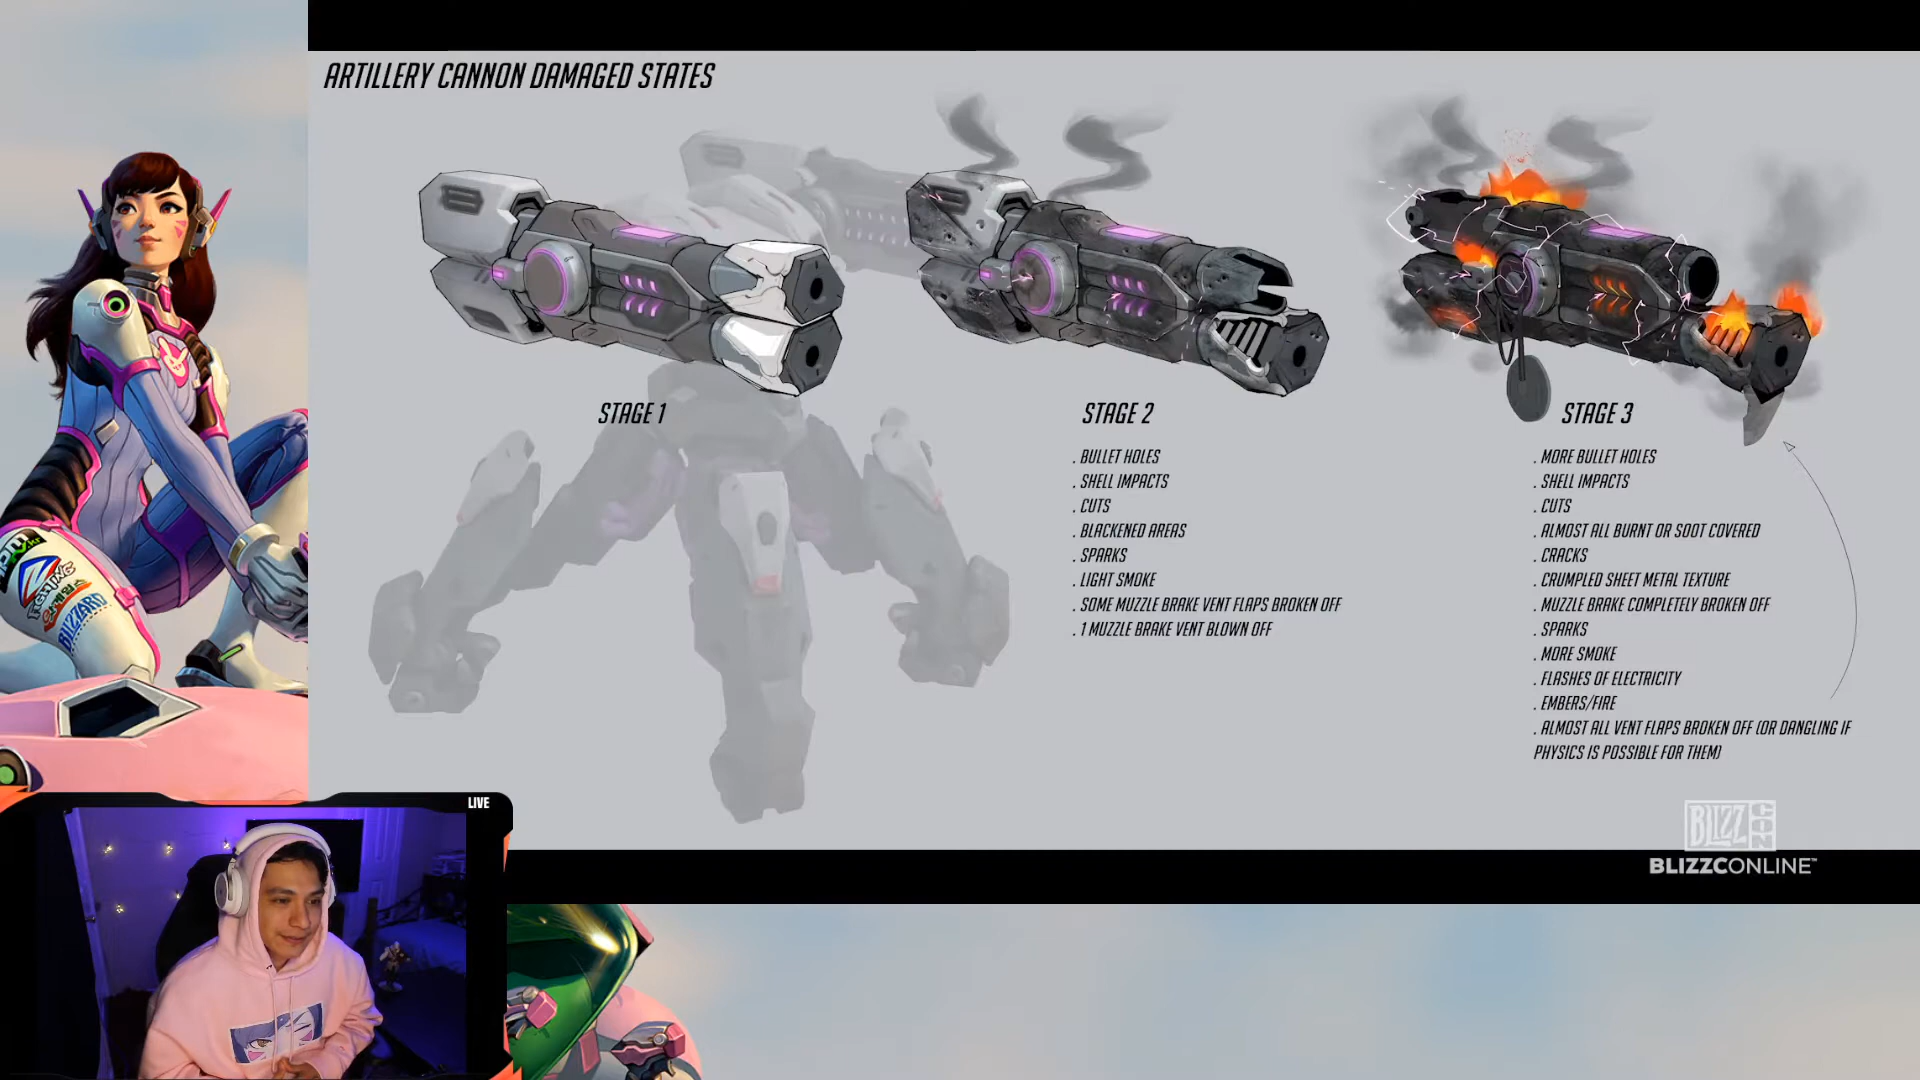 ARTILLERY CANNON DAMAGED STATES
STAGE 1
STAGE 2
. BULLET HOLES
. SHELL IMPACTS
. CUTS
. BLACKENED AREAS
. SPARKS
. LIGHT SMOKE
. SOME MUZZLE BRAKE VENT FLAPS BROKEN OFF
. 1 MUZZLE BRAKE VENT BLOWN OFF
STAGE 3
. MORE BULLET HOLES
. SHELL IMPACTS
. CUTS
. ALMOST ALL BURNT OR SOOT COVERED
. CRACKS
. CRUMPLED SHEET METAL TEXTURE
. MUZZLE BRAKE COMPLETELY BROKEN OFF
. SPARKS
. MORE SMOKE
. FLASHES OF ELECTRICITY
. EMBERS/FIRE
. ALMOST ALL VENT FLAPS BROKEN OFF (OR DANGLING IF
PHYSICS IS POSSIBLE FOR THEM)
BLIZZ
CON
BLIZZCONLINE™
FIGHTING
BLIZZARD
LIVE